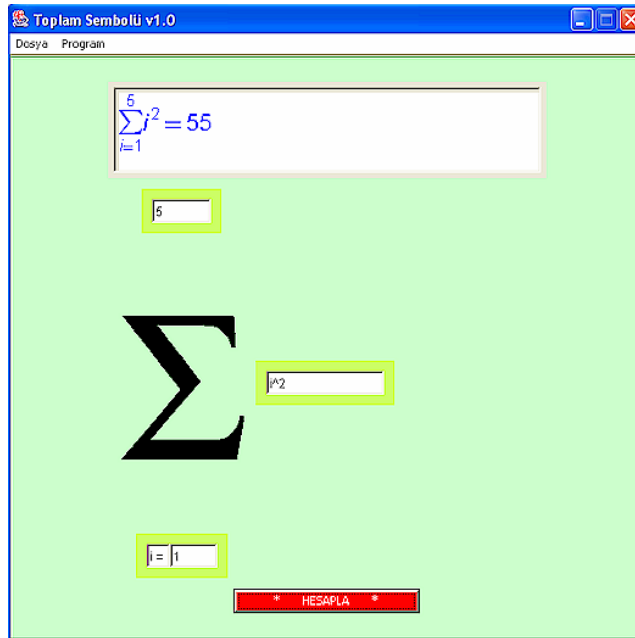 Toplam Sembolü v1.0
Dosya Program
5
∑i² = 55
i=1
5
∑
i^2
i = 1
* HESAPLA *